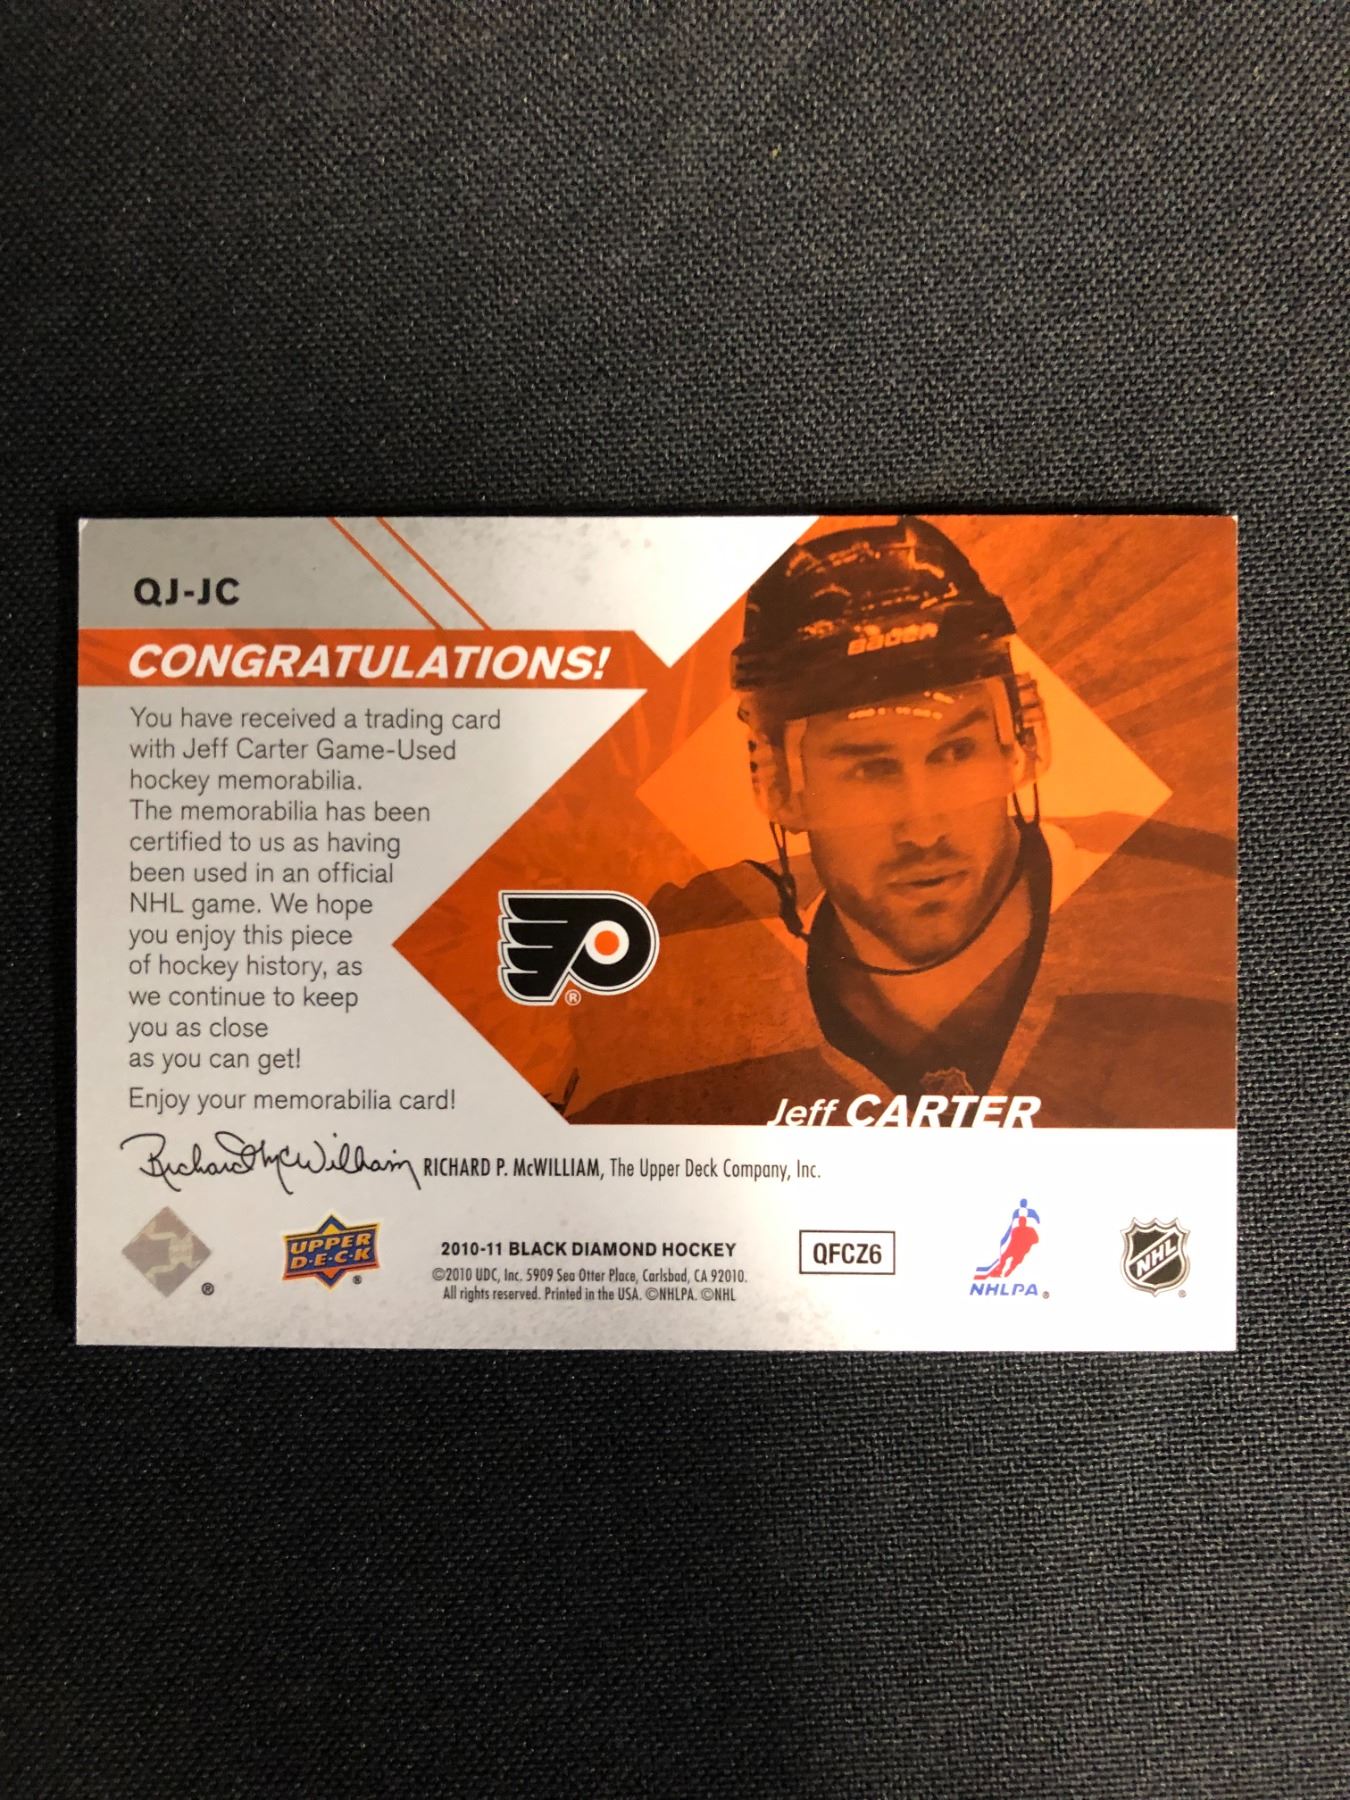 QJ-JC
CONGRATULATIONS!
You have received a trading card
with Jeff Carter Game-Used
hockey memorabilia.
The memorabilia has been
certified to us as having
been used in an official
NHL game. We hope
you enjoy this piece
of hockey history, as
we continue to keep
you as close
as you can get!
Enjoy your memorabilia card!
BAUER
P
®
Jeff CARTER
Richard McWilliam RICHARD P. McWILLIAM, The Upper Deck Company, Inc.
®
UPPER
D·E·C·K
®
2010-11 BLACK DIAMOND HOCKEY
©2010 UDC, Inc. 5909 Sea Otter Place, Carlsbad, CA 92010.
All rights reserved. Printed in the USA. ©NHLPA. ©NHL
QFCZ6
NHLPA®
NHL
®